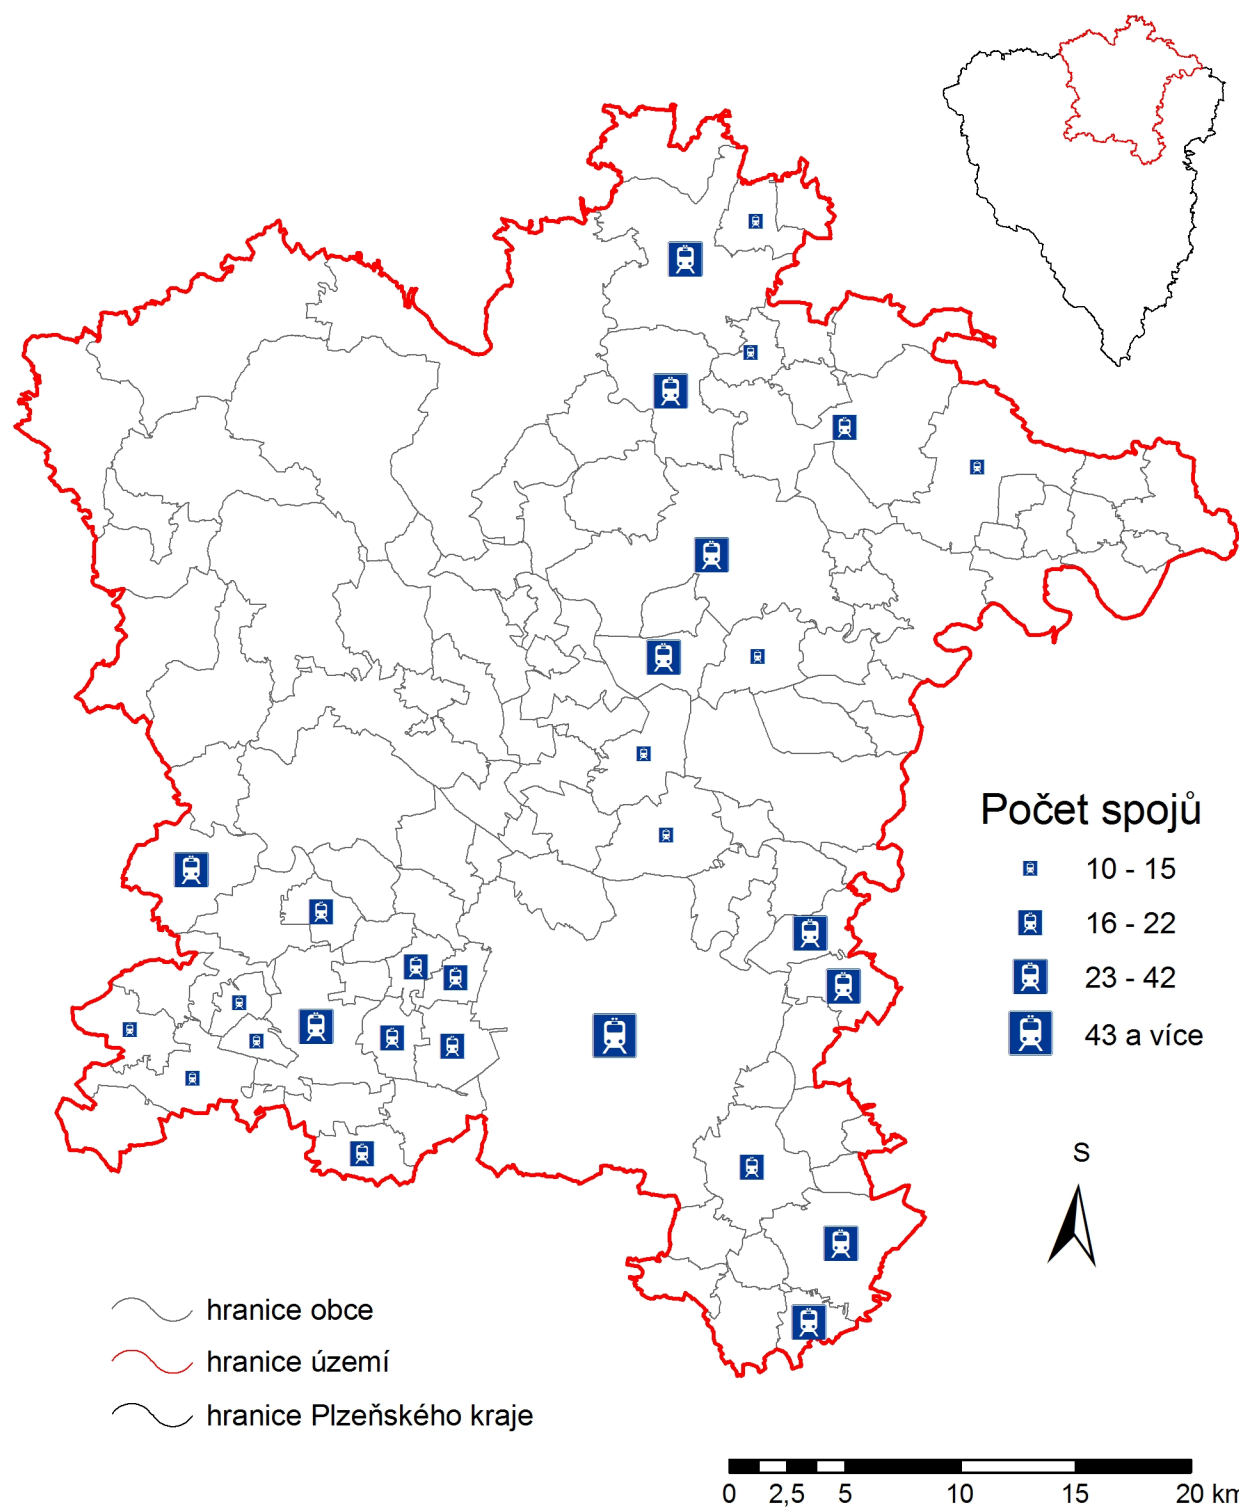 Počet spojů
10 - 15
16 - 22
23 - 42
43 a více
S
hranice obce
hranice území
hranice Plzeňského kraje
0 2,5 5 10 15 20 km